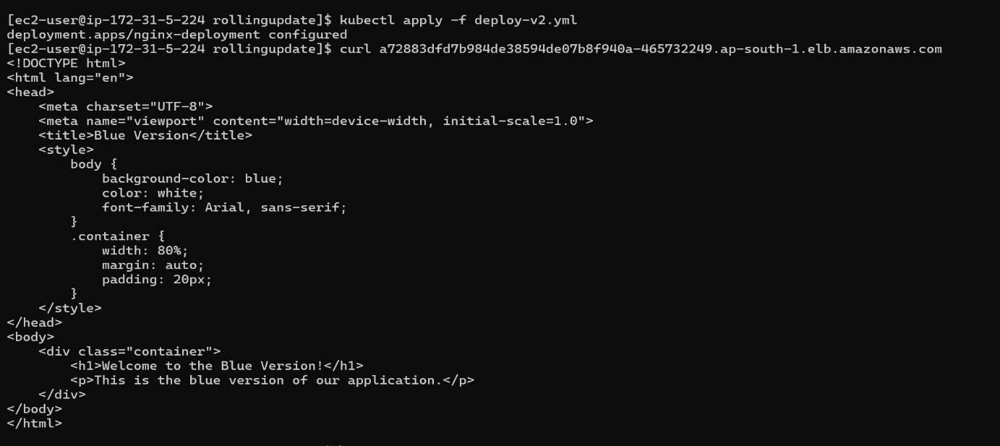 [ec2-user@ip-172-31-5-224 rollingupdate]$ kubectl apply -f deploy-v2.yml
deployment.apps/nginx-deployment configured
[ec2-user@ip-172-31-5-224 rollingupdate]$ curl a72883dfd7b984de38594de07b8f940a-465732249.ap-south-1.elb.amazonaws.com
<!DOCTYPE html>
<html lang="en">
<head>
    <meta charset="UTF-8">
    <meta name="viewport" content="width=device-width, initial-scale=1.0">
    <title>Blue Version</title>
    <style>
        body {
            background-color: blue;
            color: white;
            font-family: Arial, sans-serif;
        }
        .container {
            width: 80%;
            margin: auto;
            padding: 20px;
        }
    </style>
</head>
<body>
    <div class="container">
        <h1>Welcome to the Blue Version!</h1>
        <p>This is the blue version of our application.</p>
    </div>
</body>
</html>